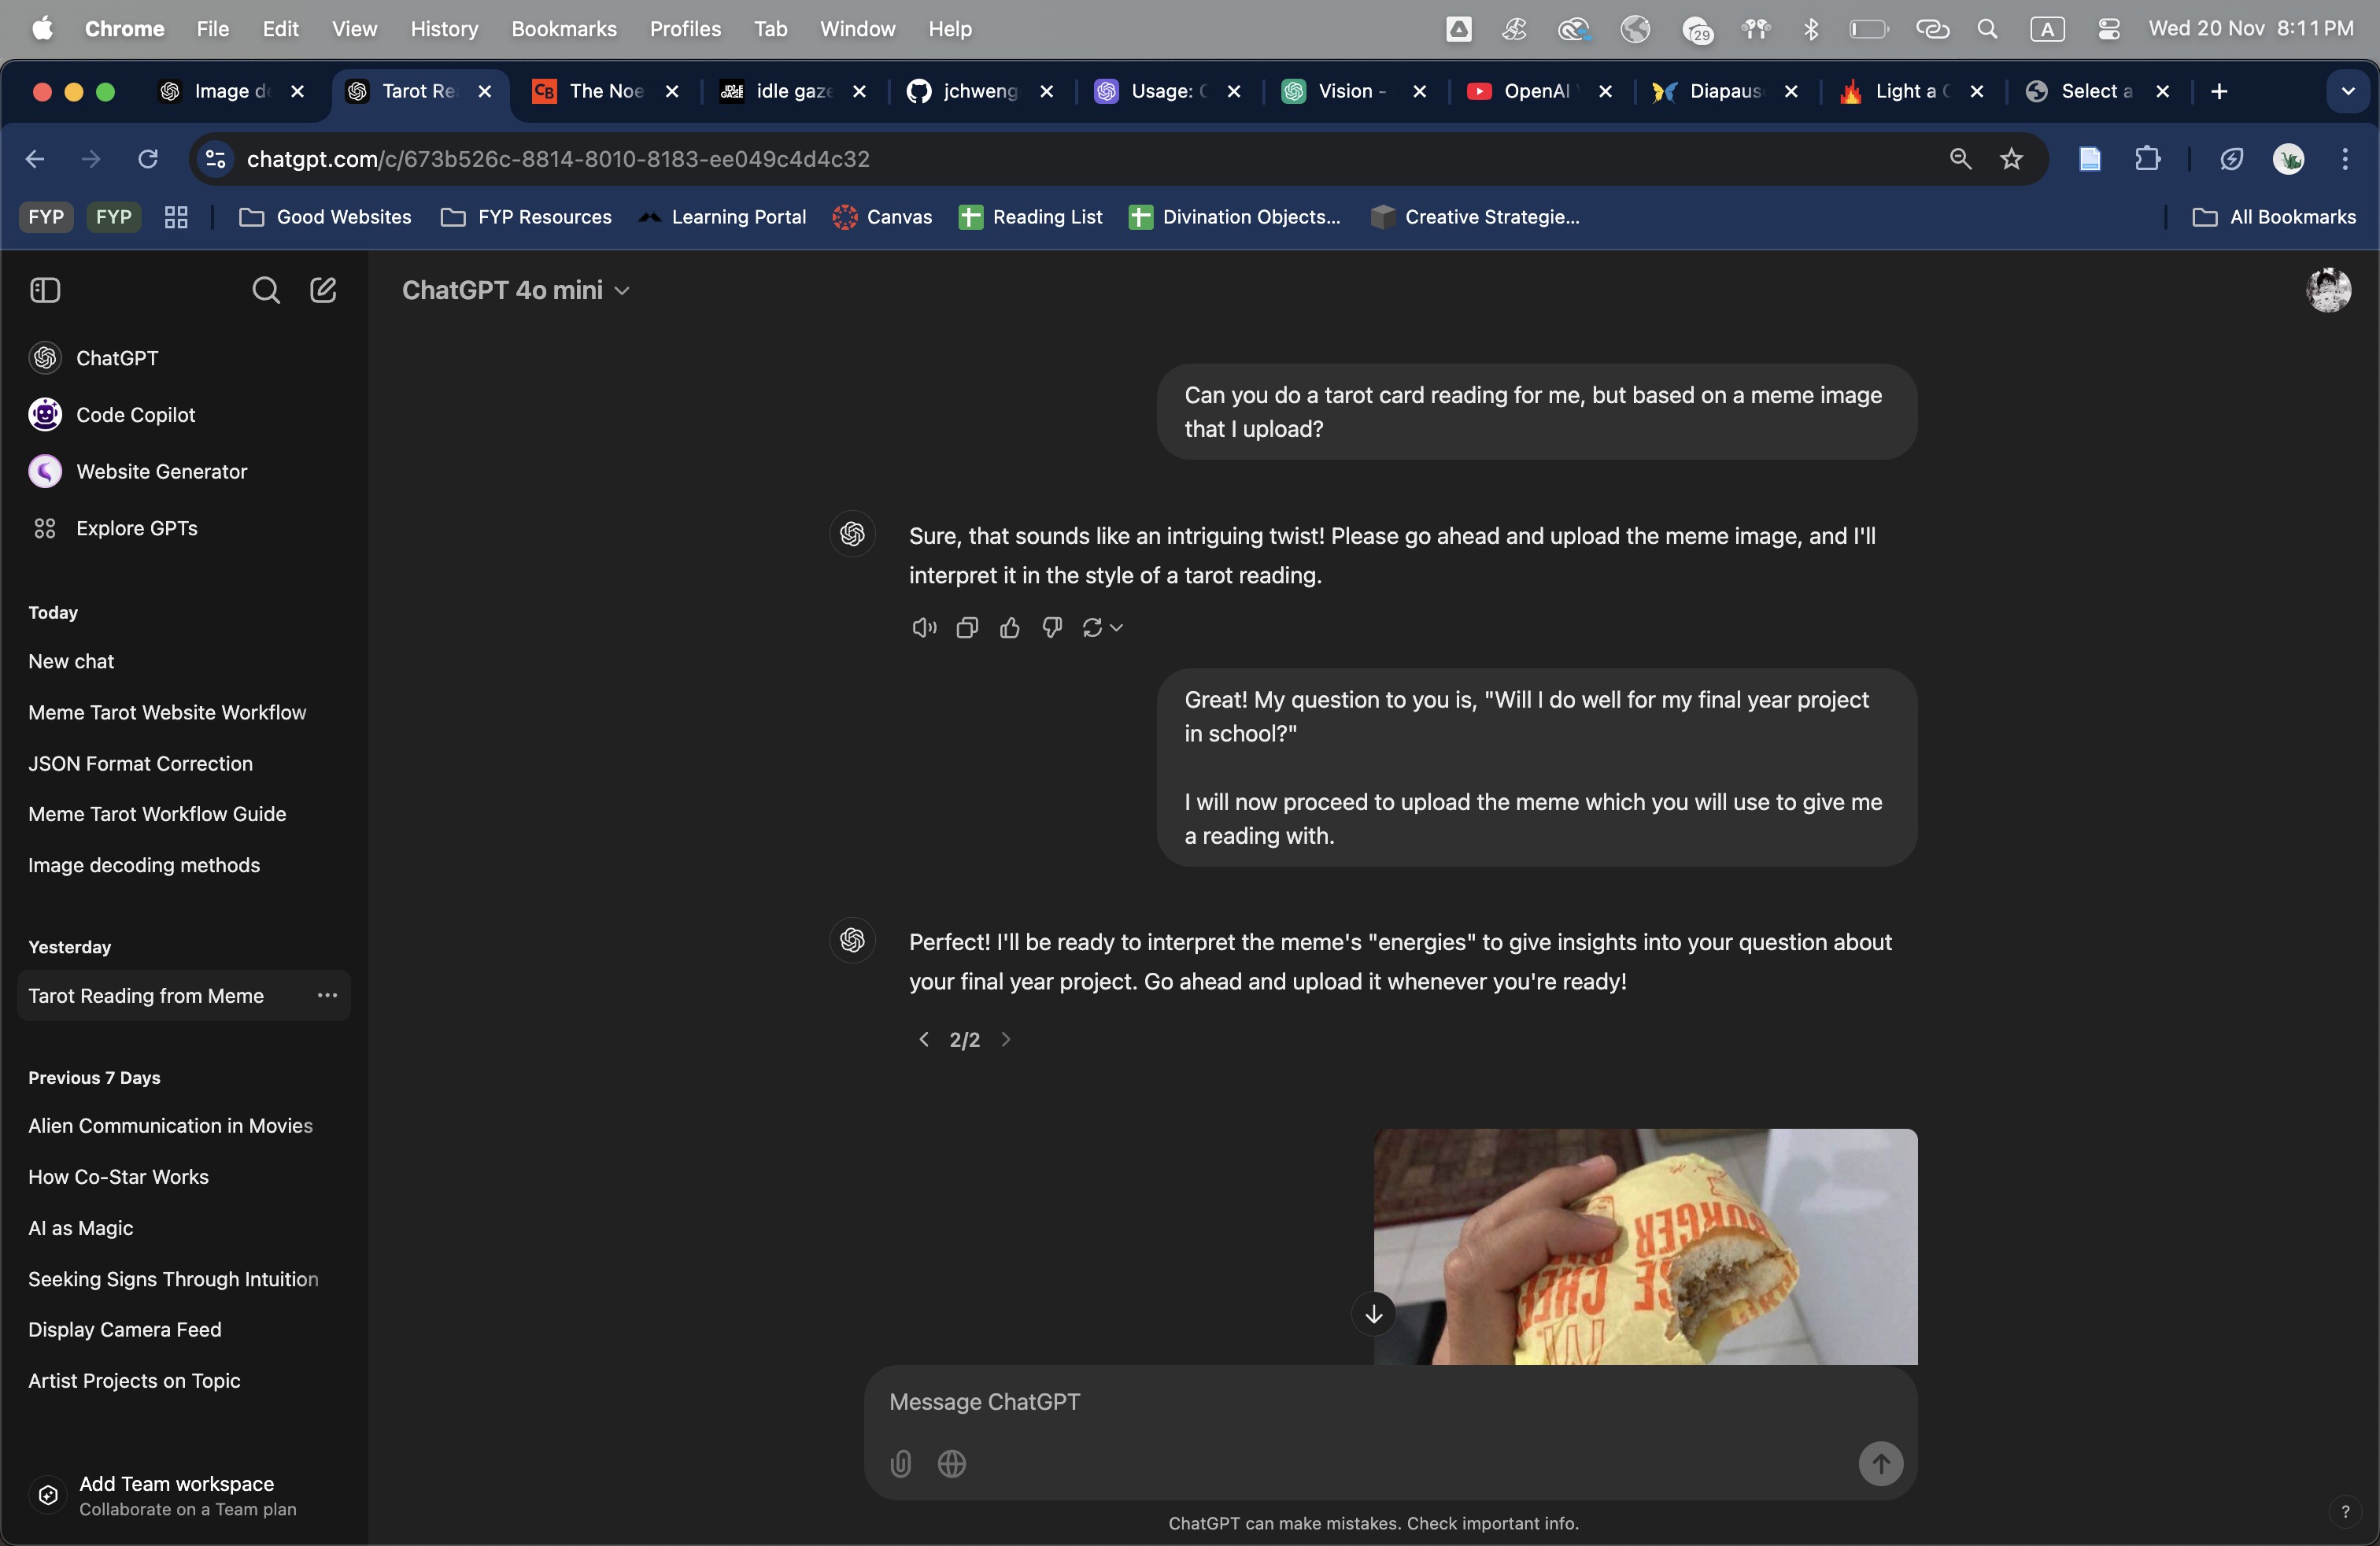 Chrome File Edit View History Bookmarks Profiles Tab Window Help 29 A Wed 20 Nov 8:11 PM
Image d Tarot Re CB The Noe idle gaze jchweng Usage: C Vision - OpenAI Diapaus Light a C Select a
chatgpt.com/c/673b526c-8814-8010-8183-ee049c4d4c32
FYP FYP Good Websites FYP Resources Learning Portal Canvas Reading List Divination Objects... Creative Strategie... All Bookmarks
ChatGPT 4o mini
ChatGPT
Code Copilot
Website Generator
Explore GPTs
Today
New chat
Meme Tarot Website Workflow
JSON Format Correction
Meme Tarot Workflow Guide
Image decoding methods
Yesterday
Tarot Reading from Meme
Previous 7 Days
Alien Communication in Movies
How Co-Star Works
AI as Magic
Seeking Signs Through Intuition
Display Camera Feed
Artist Projects on Topic
Add Team workspace
Collaborate on a Team plan
Can you do a tarot card reading for me, but based on a meme image
that I upload?
Sure, that sounds like an intriguing twist! Please go ahead and upload the meme image, and I'll
interpret it in the style of a tarot reading.
Great! My question to you is, "Will I do well for my final year project
in school?"
I will now proceed to upload the meme which you will use to give me
a reading with.
Perfect! I'll be ready to interpret the meme's "energies" to give insights into your question about
your final year project. Go ahead and upload it whenever you're ready!
2/2
Message ChatGPT
ChatGPT can make mistakes. Check important info.
?